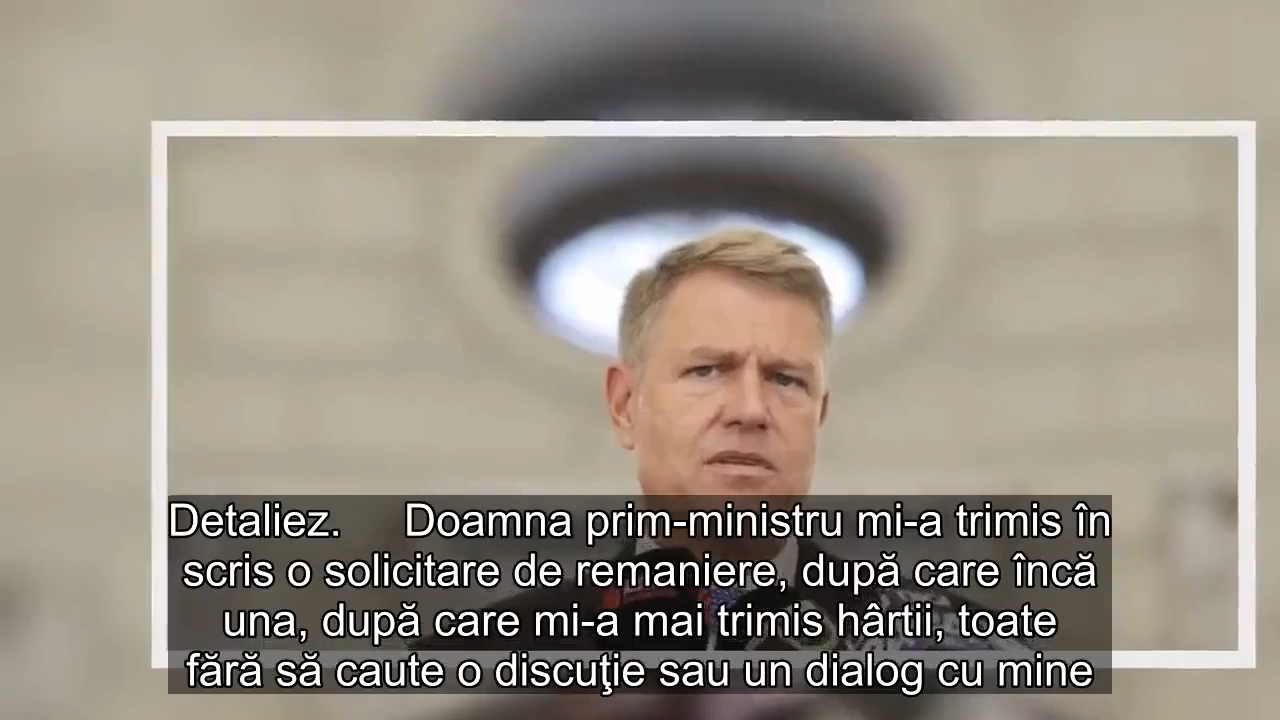 Detaliez. Doamna prim-ministru mi-a trimis în
scris o solicitare de remaniere, după care încă
una, după care mi-a mai trimis hârtii, toate
fără să caute o discuţie sau un dialog cu mine